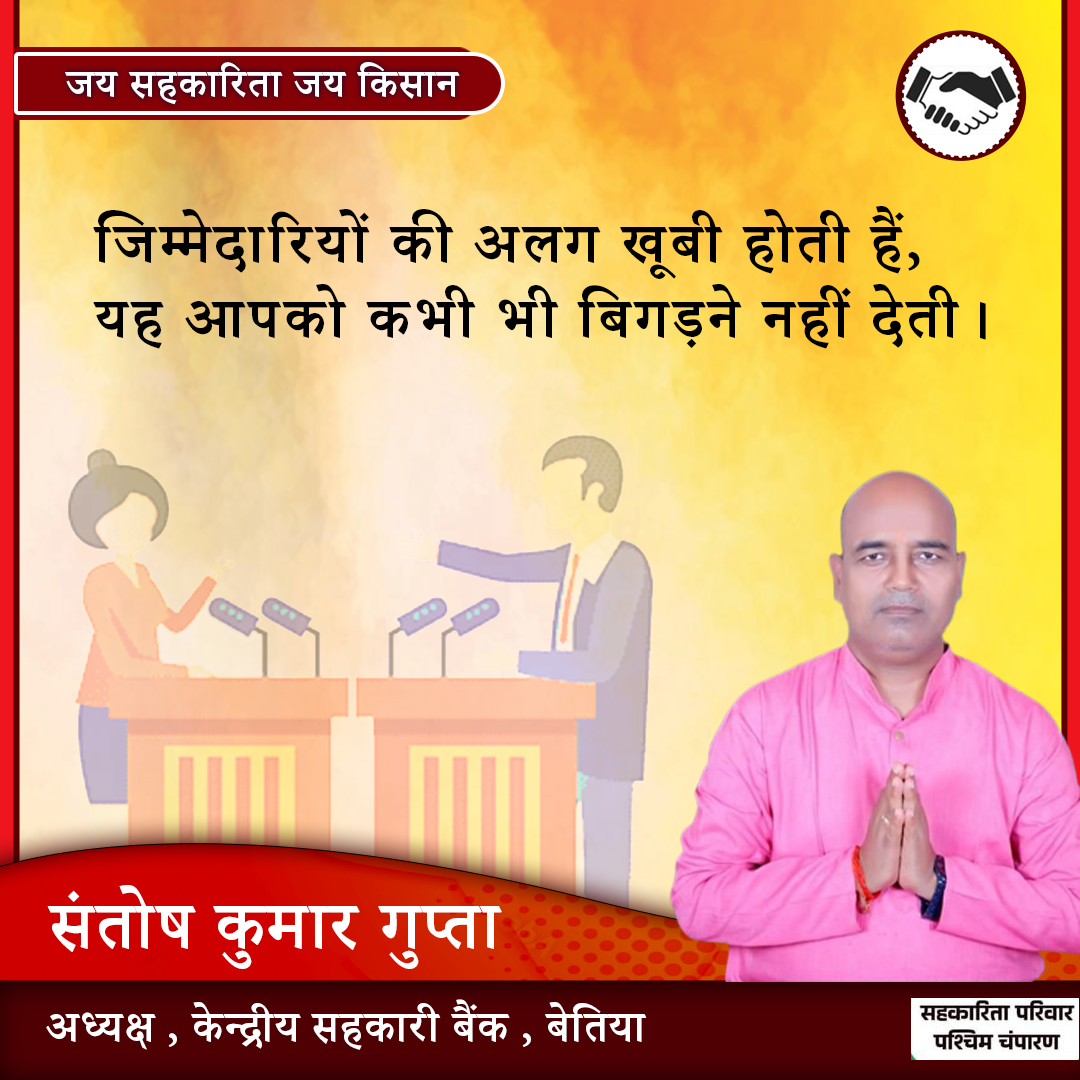 जय सहकारिता जय किसान
जिम्मेदारियों की अलग खूबी होती हैं,
यह आपको कभी भी बिगड़ने नहीं देती।
संतोष कुमार गुप्ता
अध्यक्ष , केन्द्रीय सहकारी बैंक , बेतिया
सहकारिता परिवार
पश्चिम चंपारण